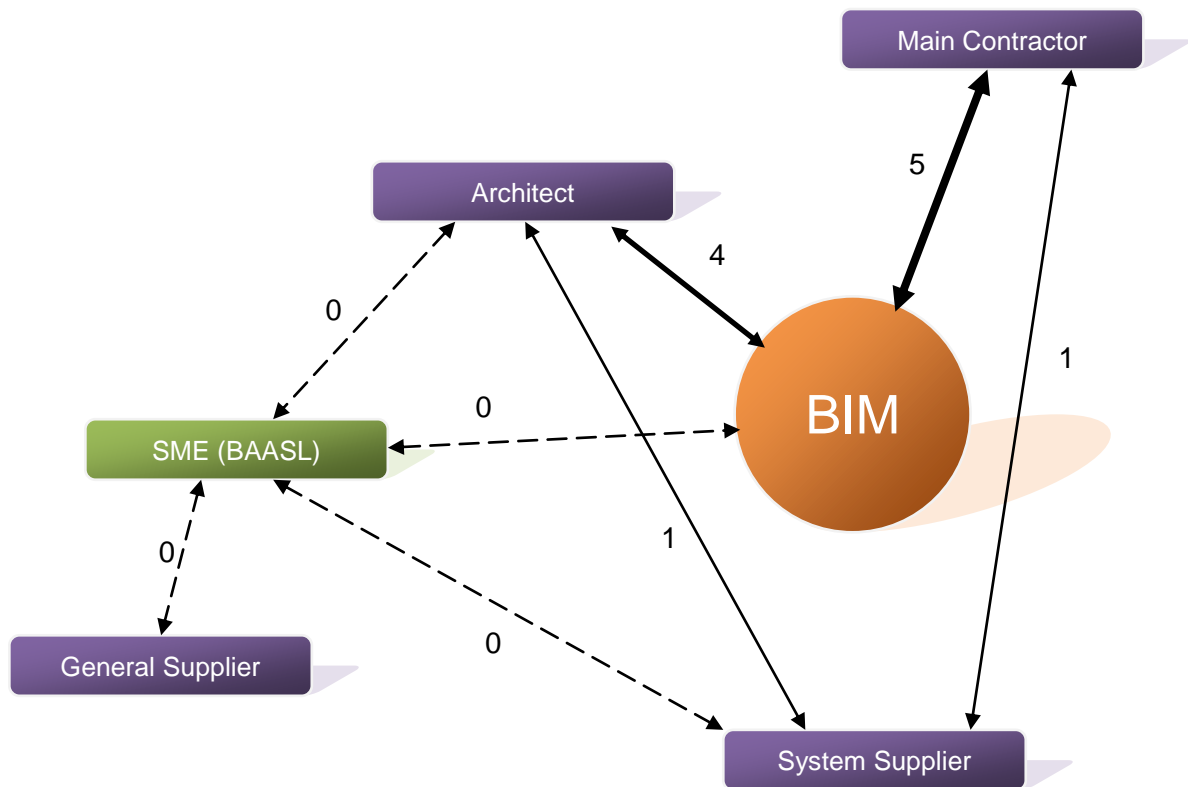 Main Contractor
5
Architect
4
0
1
0
BIM
SME (BAASL)
1
0
0
General Supplier
System Supplier